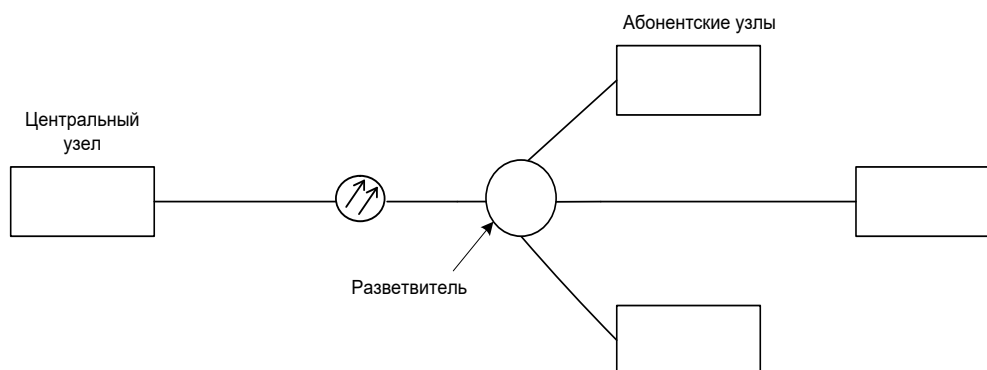 Абонентские узлы
Центральный
узел
Разветвитель